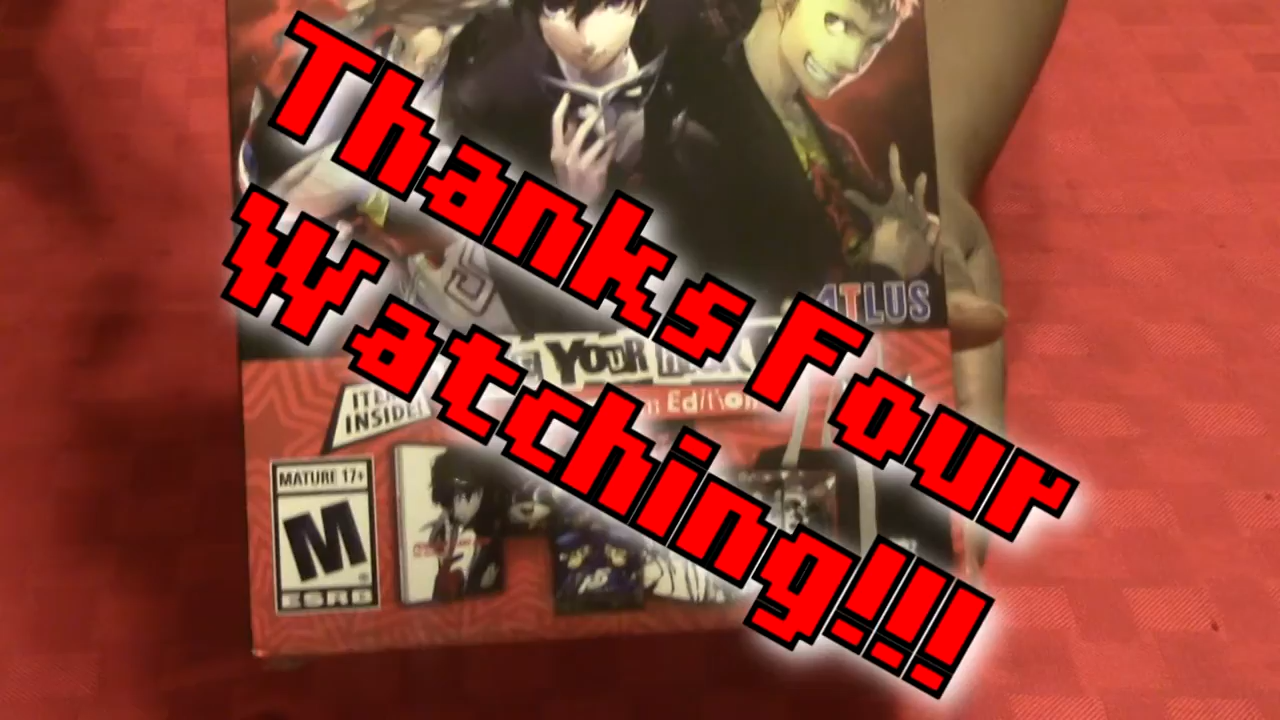 Thanks Four
Watching!!!
ATLUS
YOUR
Edition
ITEMS
INSIDE!
MATURE 17+
M
ESRB